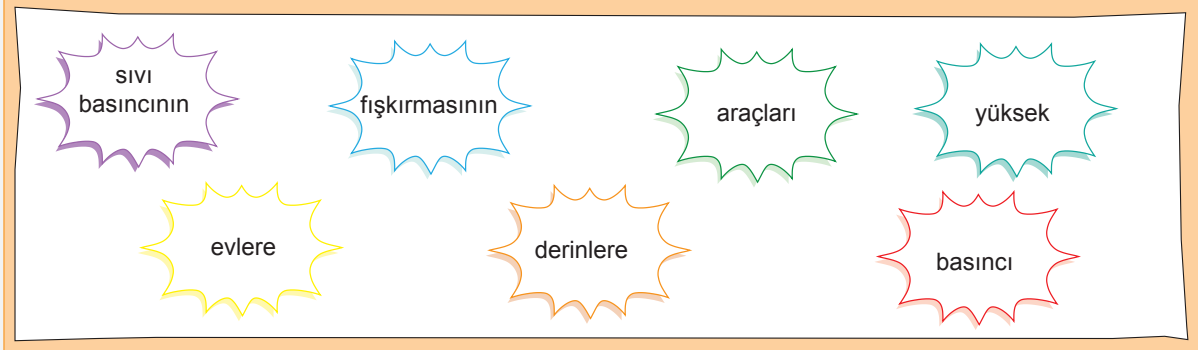 sıvı
basıncının
fışkırmasının
araçları
yüksek
evlere
derinlere
basıncı